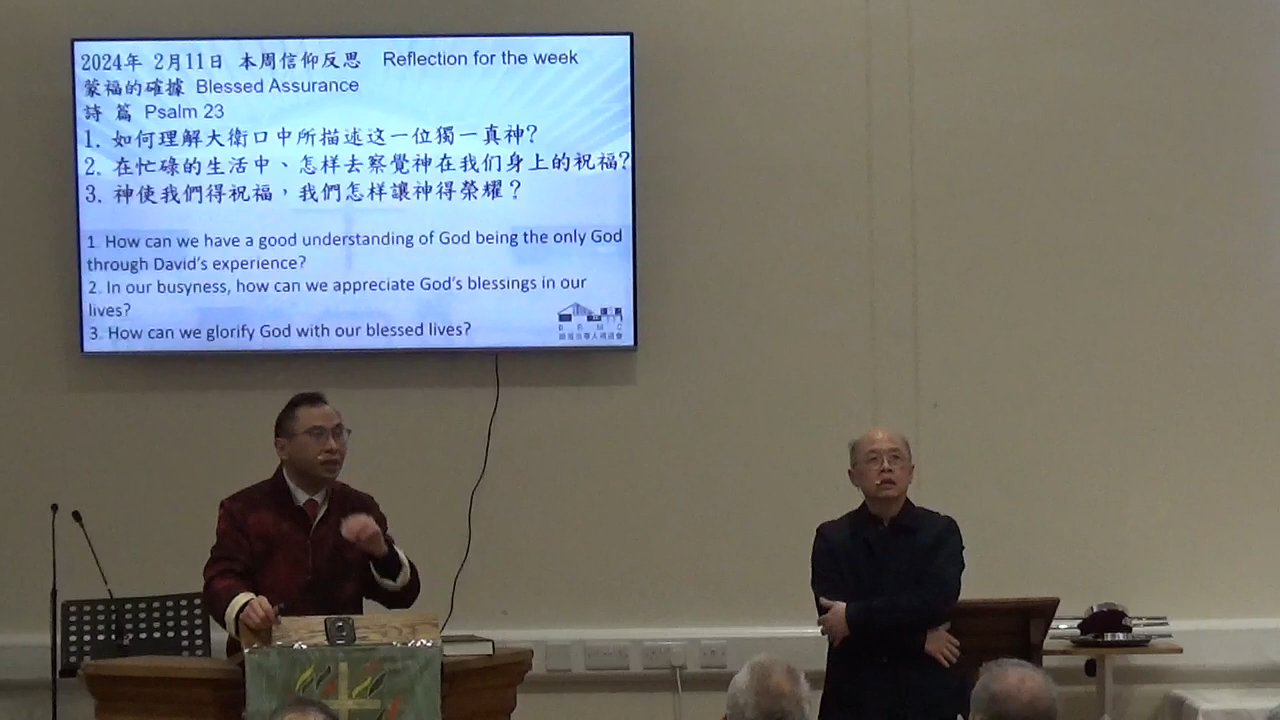 2024年 2月11日 本周信仰反思 Reflection for the week
蒙福的確據 Blessed Assurance
詩 篇 Psalm 23
1. 如何理解大衛口中所描述这一位獨一真神?
2. 在忙碌的生活中、怎样去察覺神在我们身上的祝福?
3. 神使我們得祝福，我們怎样讓神得榮耀？
1. How can we have a good understanding of God being the only God
through David's experience?
2. In our busyness, how can we appreciate God's blessings in our
lives?
3. How can we glorify God with our blessed lives?